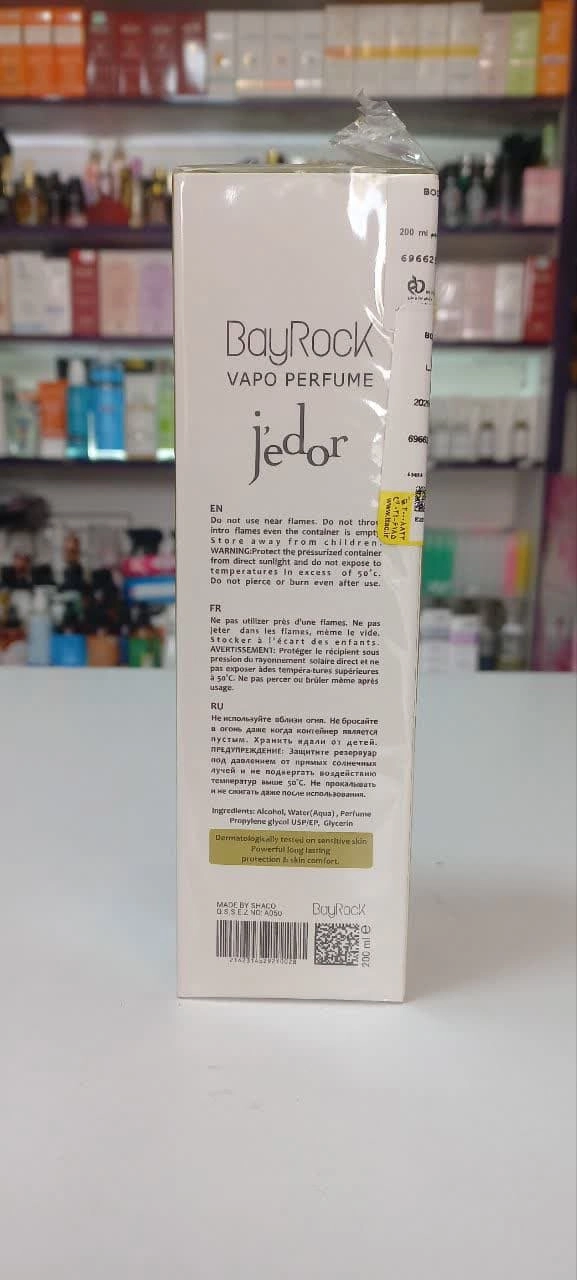 BayRock
VAPO PERFUME
j'edor
EN
Do not use near flames. Do not throw
intro flames even the container is empty.
Store away from children.
WARNING:Protect the pressurized container
from direct sunlight and do not expose to
temperatures in excess of 50°c.
Do not pierce or burn even after use.
FR
Ne pas utiliser près d'une flames. Ne pas
jeter dans les flames, mème le vide.
Stocker à l'écart des enfants.
AVERTISSEMENT: Protéger le récipient sous
pression du rayonnement solaire direct et ne
pas exposer àdes tempéra-tures supérieures
à 50°C. Ne pas percer ou brûler même après
usage.
RU
Не используйте вблизи огня. Не бросайте
в огонь даже когда контейнер является
пустым. Хранить вдали от детей.
ПРЕДУПРЕЖДЕНИЕ: Защитите резервуар
под давлением от прямых солнечных
лучей и не подвергать воздействию
температур выше 50°C. Не прокалывать
и не сжигать даже после использования.
Ingredients: Alcohol, Water(Aqua), Perfume
Propylene glycol USP/EP, Glycerin
Dermatologically tested on sensitive skin
Powerful long lasting
protection & skin comfort.
MADE BY SHACO
Q.S.S.E.Z NO: A050
BayRock
200 ml e
200 ml